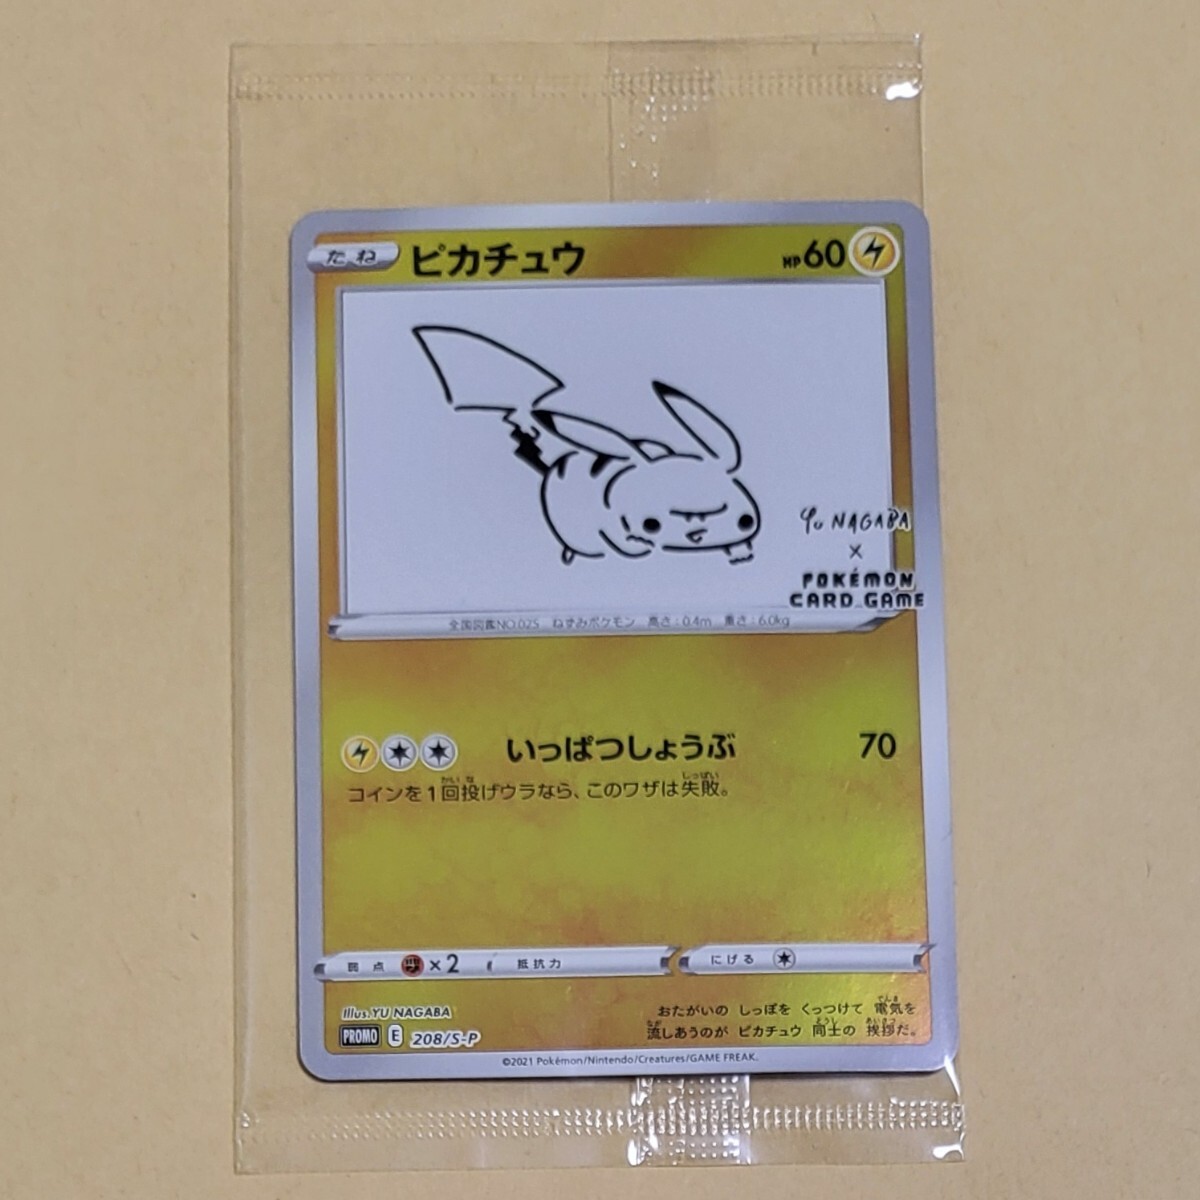 たね ピカチュウ HP60
Yu NAGABA
×
POKÉMON
CARD GAME
全国図鑑NO.025 ねずみポケモン 高さ:0.4m 重さ:6.0kg
いっぱつしょうぶ 70
コインを1回投げウラなら、このワザは失敗。
弱点 ×2 抵抗力 にげる
Illus. YU NAGABA
おたがいの しっぽを くっつけて 電気を
流しあうのが ピカチュウ 同士の 挨拶だ。
PROMO E 208/S-P
©2021 Pokémon/Nintendo/Creatures/GAME FREAK.